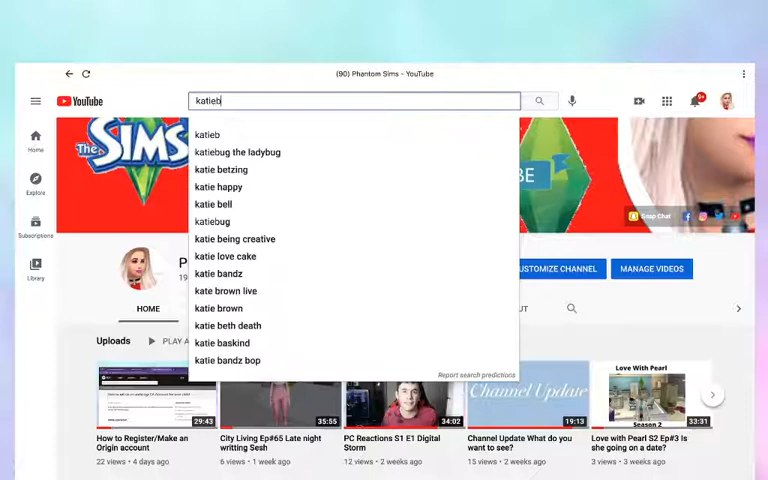 (90) Phantom Sims - YouTube
YouTube
katieb
9+
Home
Explore
Subscriptions
Library
The SIMS
BE
Snap Chat
katieb
katiebug the ladybug
katie betzing
katie happy
katie bell
katiebug
katie being creative
katie love cake
katie bandz
kate brown live
katie brown
katie beth death
katie baskind
katie bandz bop
Report search predictions
P
19
CUSTOMIZE CHANNEL
MANAGE VIDEOS
HOME
UT
Uploads
PLAY A
29:43
35:55
34:02
Channel Update
19:13
Love With Pearl
Season 2
33:31
How to Register/Make an Origin account
22 views • 4 days ago
City Living Ep#65 Late night writting Sesh
6 views • 1 week ago
PC Reactions S1 E1 Digital Storm
12 views • 2 weeks ago
Channel Update What do you want to see?
15 views • 2 weeks ago
Love with Pearl S2 Ep#3 Is she going on a date?
3 views • 3 weeks ago